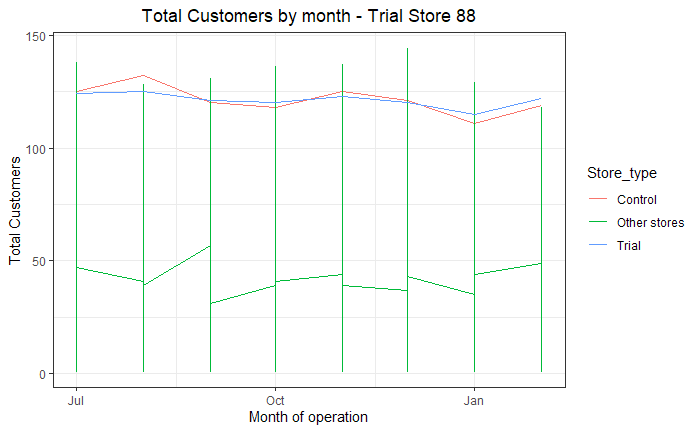 Total Customers by month - Trial Store 88
150
100
50
0
Total Customers
Jul
Oct
Jan
Month of operation
Store_type
Control
Other stores
Trial